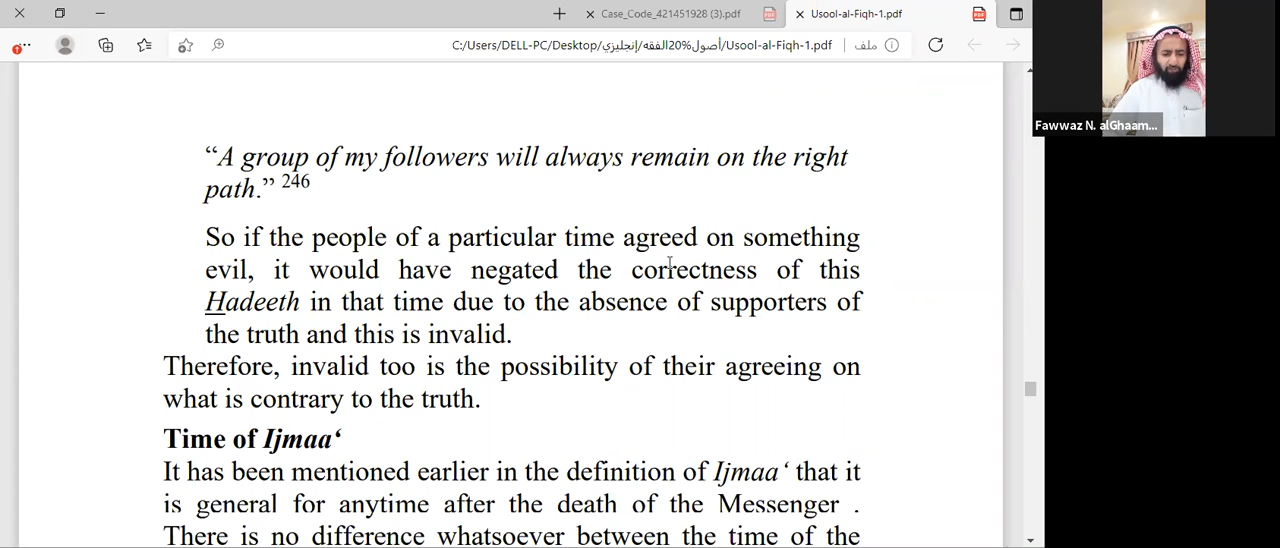 Case_Code_421451928 (3).pdf
Usool-al-Fiqh-1.pdf
C:/Users/DELL-PC/Desktop/إنجليزي/أصول%20الفقه/Usool-al-Fiqh-1.pdf
ملف
Fawwaz N. alGhaam...
“A group of my followers will always remain on the right
path.” 246
So if the people of a particular time agreed on something
evil, it would have negated the correctness of this
Hadeeth in that time due to the absence of supporters of
the truth and this is invalid.
Therefore, invalid too is the possibility of their agreeing on
what is contrary to the truth.
Time of Ijmaa‘
It has been mentioned earlier in the definition of Ijmaa‘ that it
is general for anytime after the death of the Messenger .
There is no difference whatsoever between the time of the